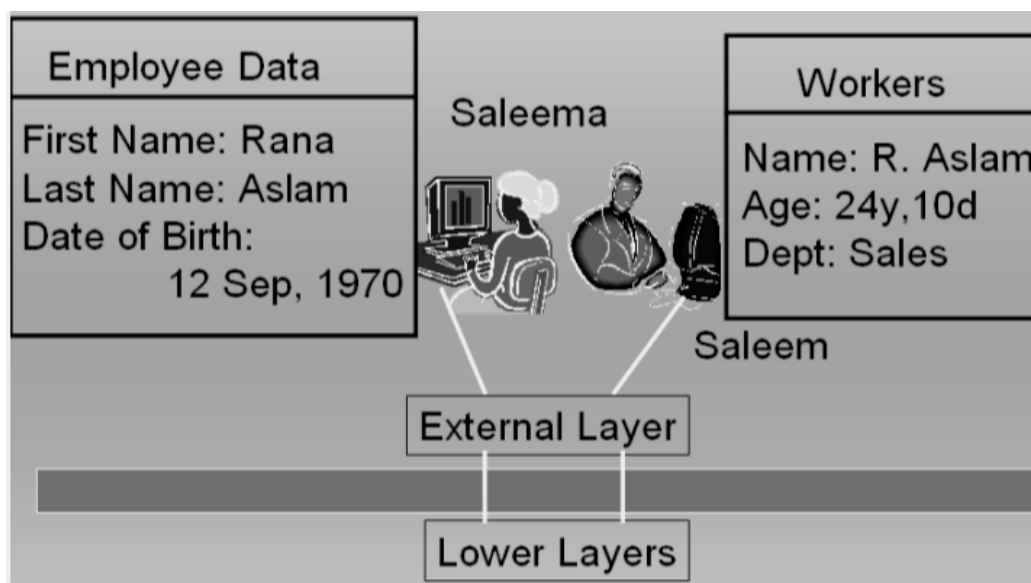 Employee Data
First Name: Rana
Last Name: Aslam
Date of Birth:
12 Sep, 1970
Saleema
Workers
Name: R. Aslam
Age: 24y,10d
Dept: Sales
Saleem
External Layer
Lower Layers